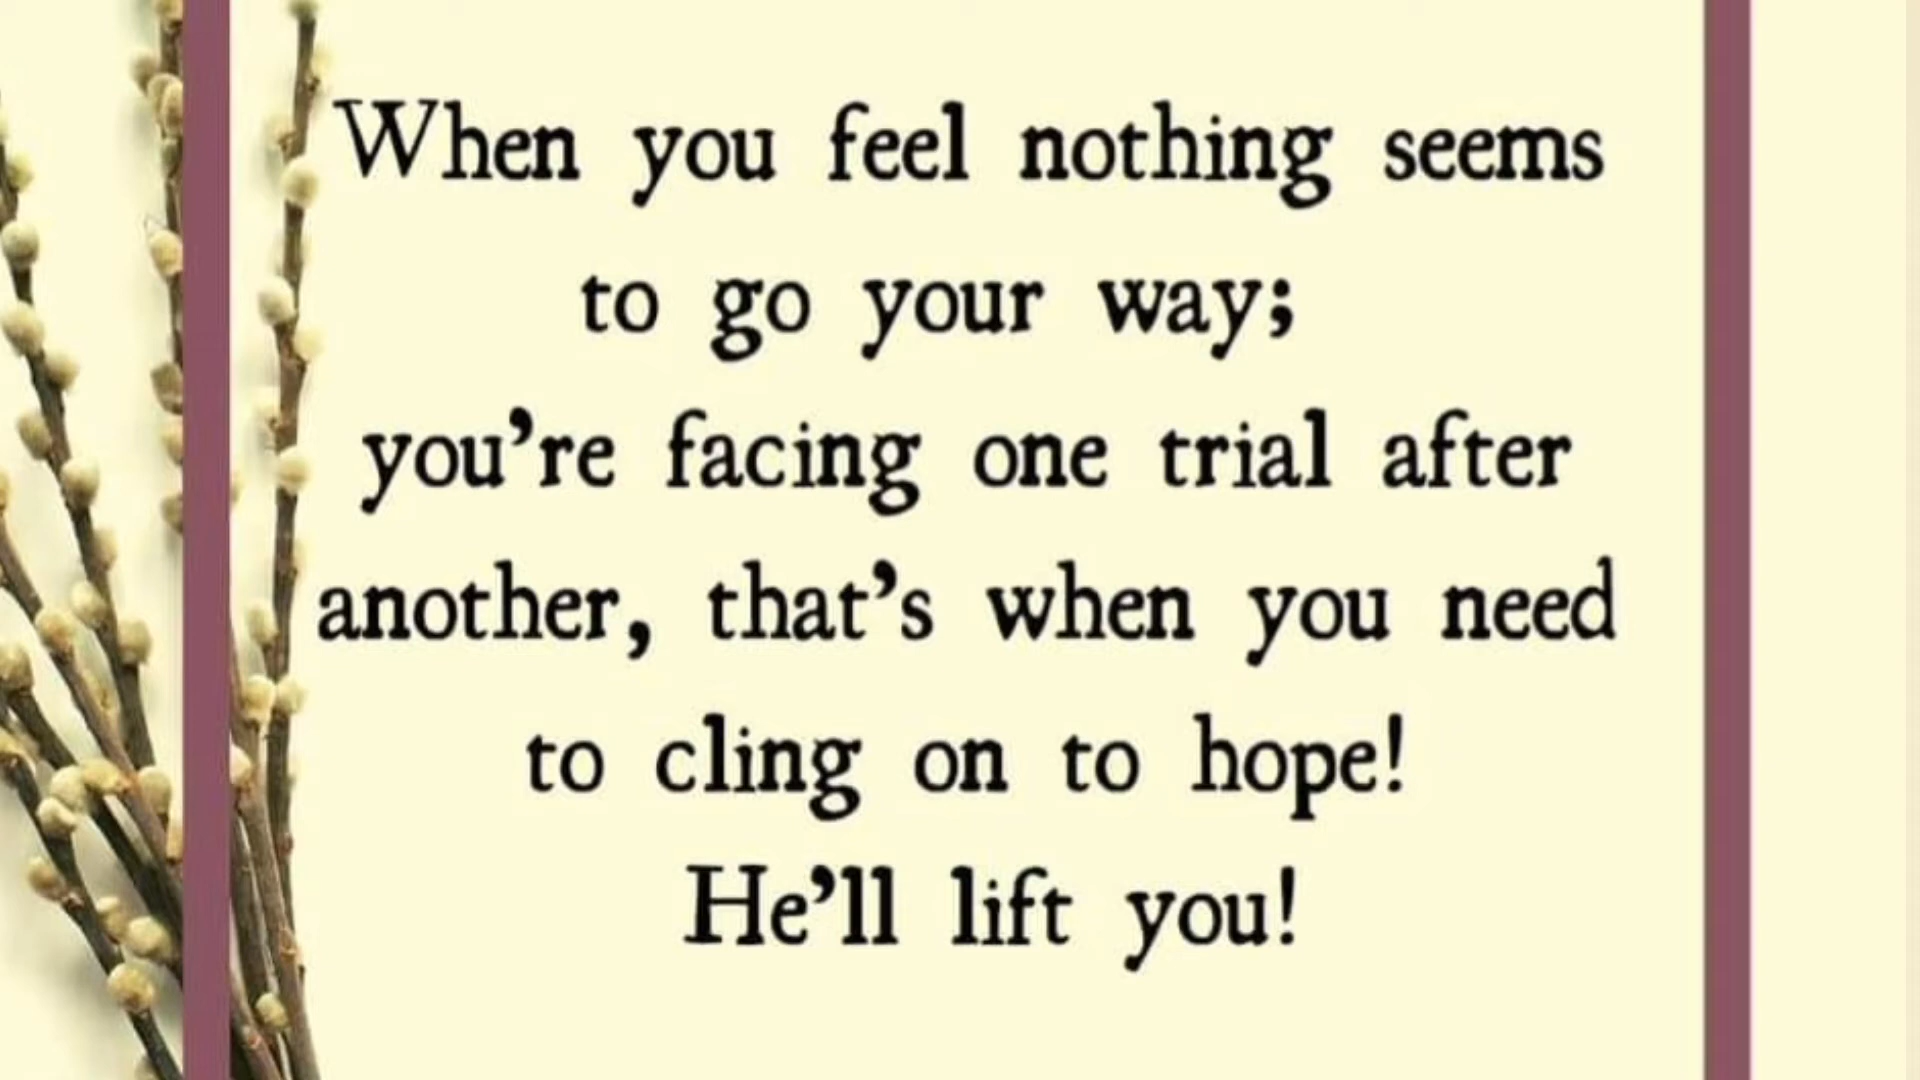 When you feel nothing seems
to go your way;
you’re facing one trial after
another, that’s when you need
to cling on to hope!
He’ll lift you!